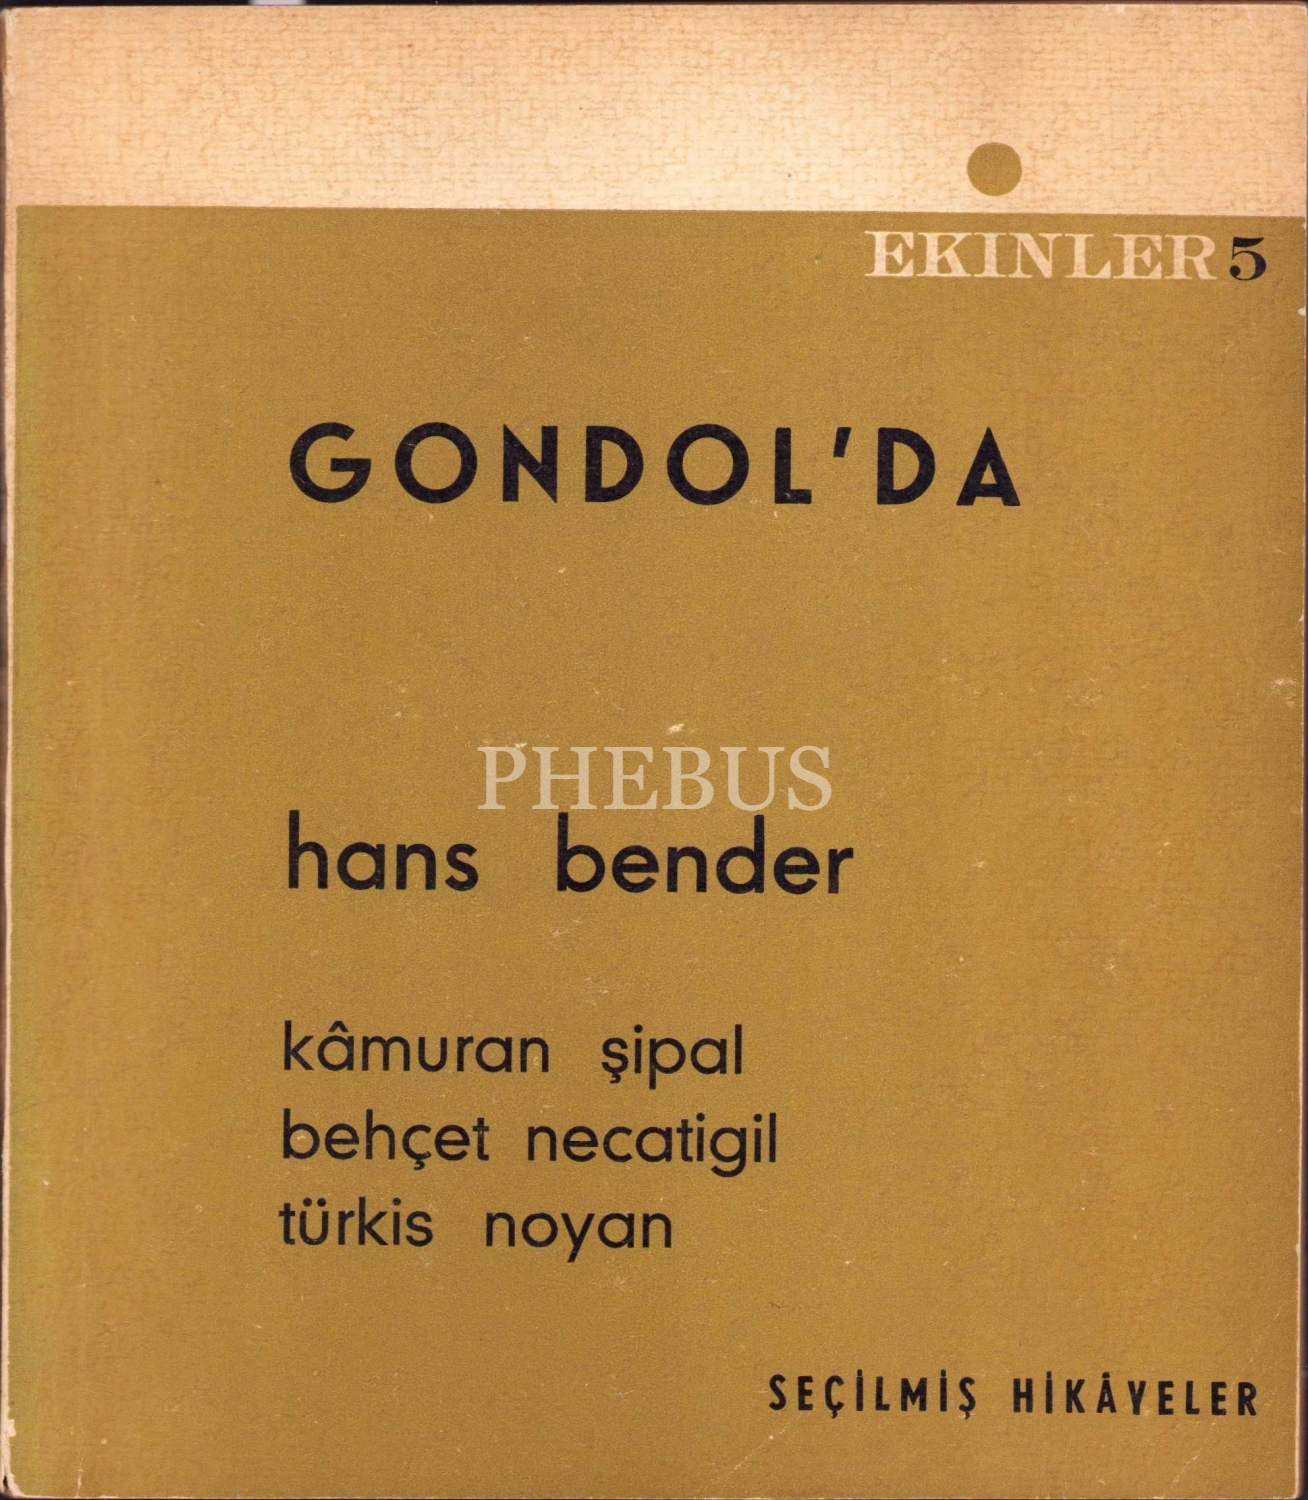 EKINLER 5
GONDOL'DA
PHEBUS
hans bender
kâmuran şipal
behçet necatigil
türkis noyan
SEÇİLMİŞ HİKÂYELER